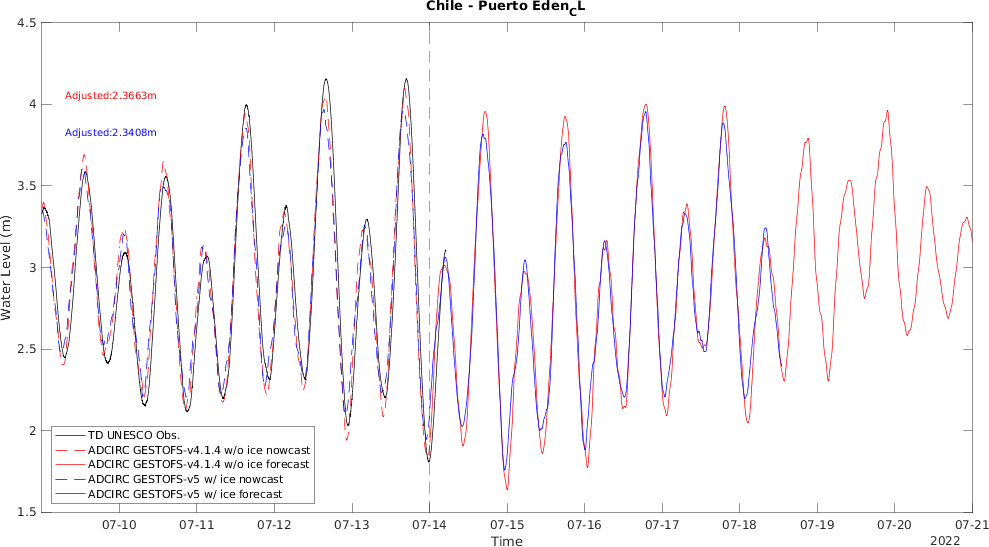 Chile - Puerto Eden_CL
4.5
4
3.5
3
2.5
2
1.5
Water Level (m)
Adjusted:2.3663m
Adjusted:2.3408m
TD UNESCO Obs.
ADCIRC GESTOFS-v4.1.4 w/o ice nowcast
ADCIRC GESTOFS-v4.1.4 w/o ice forecast
ADCIRC GESTOFS-v5 w/ ice nowcast
ADCIRC GESTOFS-v5 w/ ice forecast
07-10 07-11 07-12 07-13 07-14 07-15 07-16 07-17 07-18 07-19 07-20 07-21
Time
2022